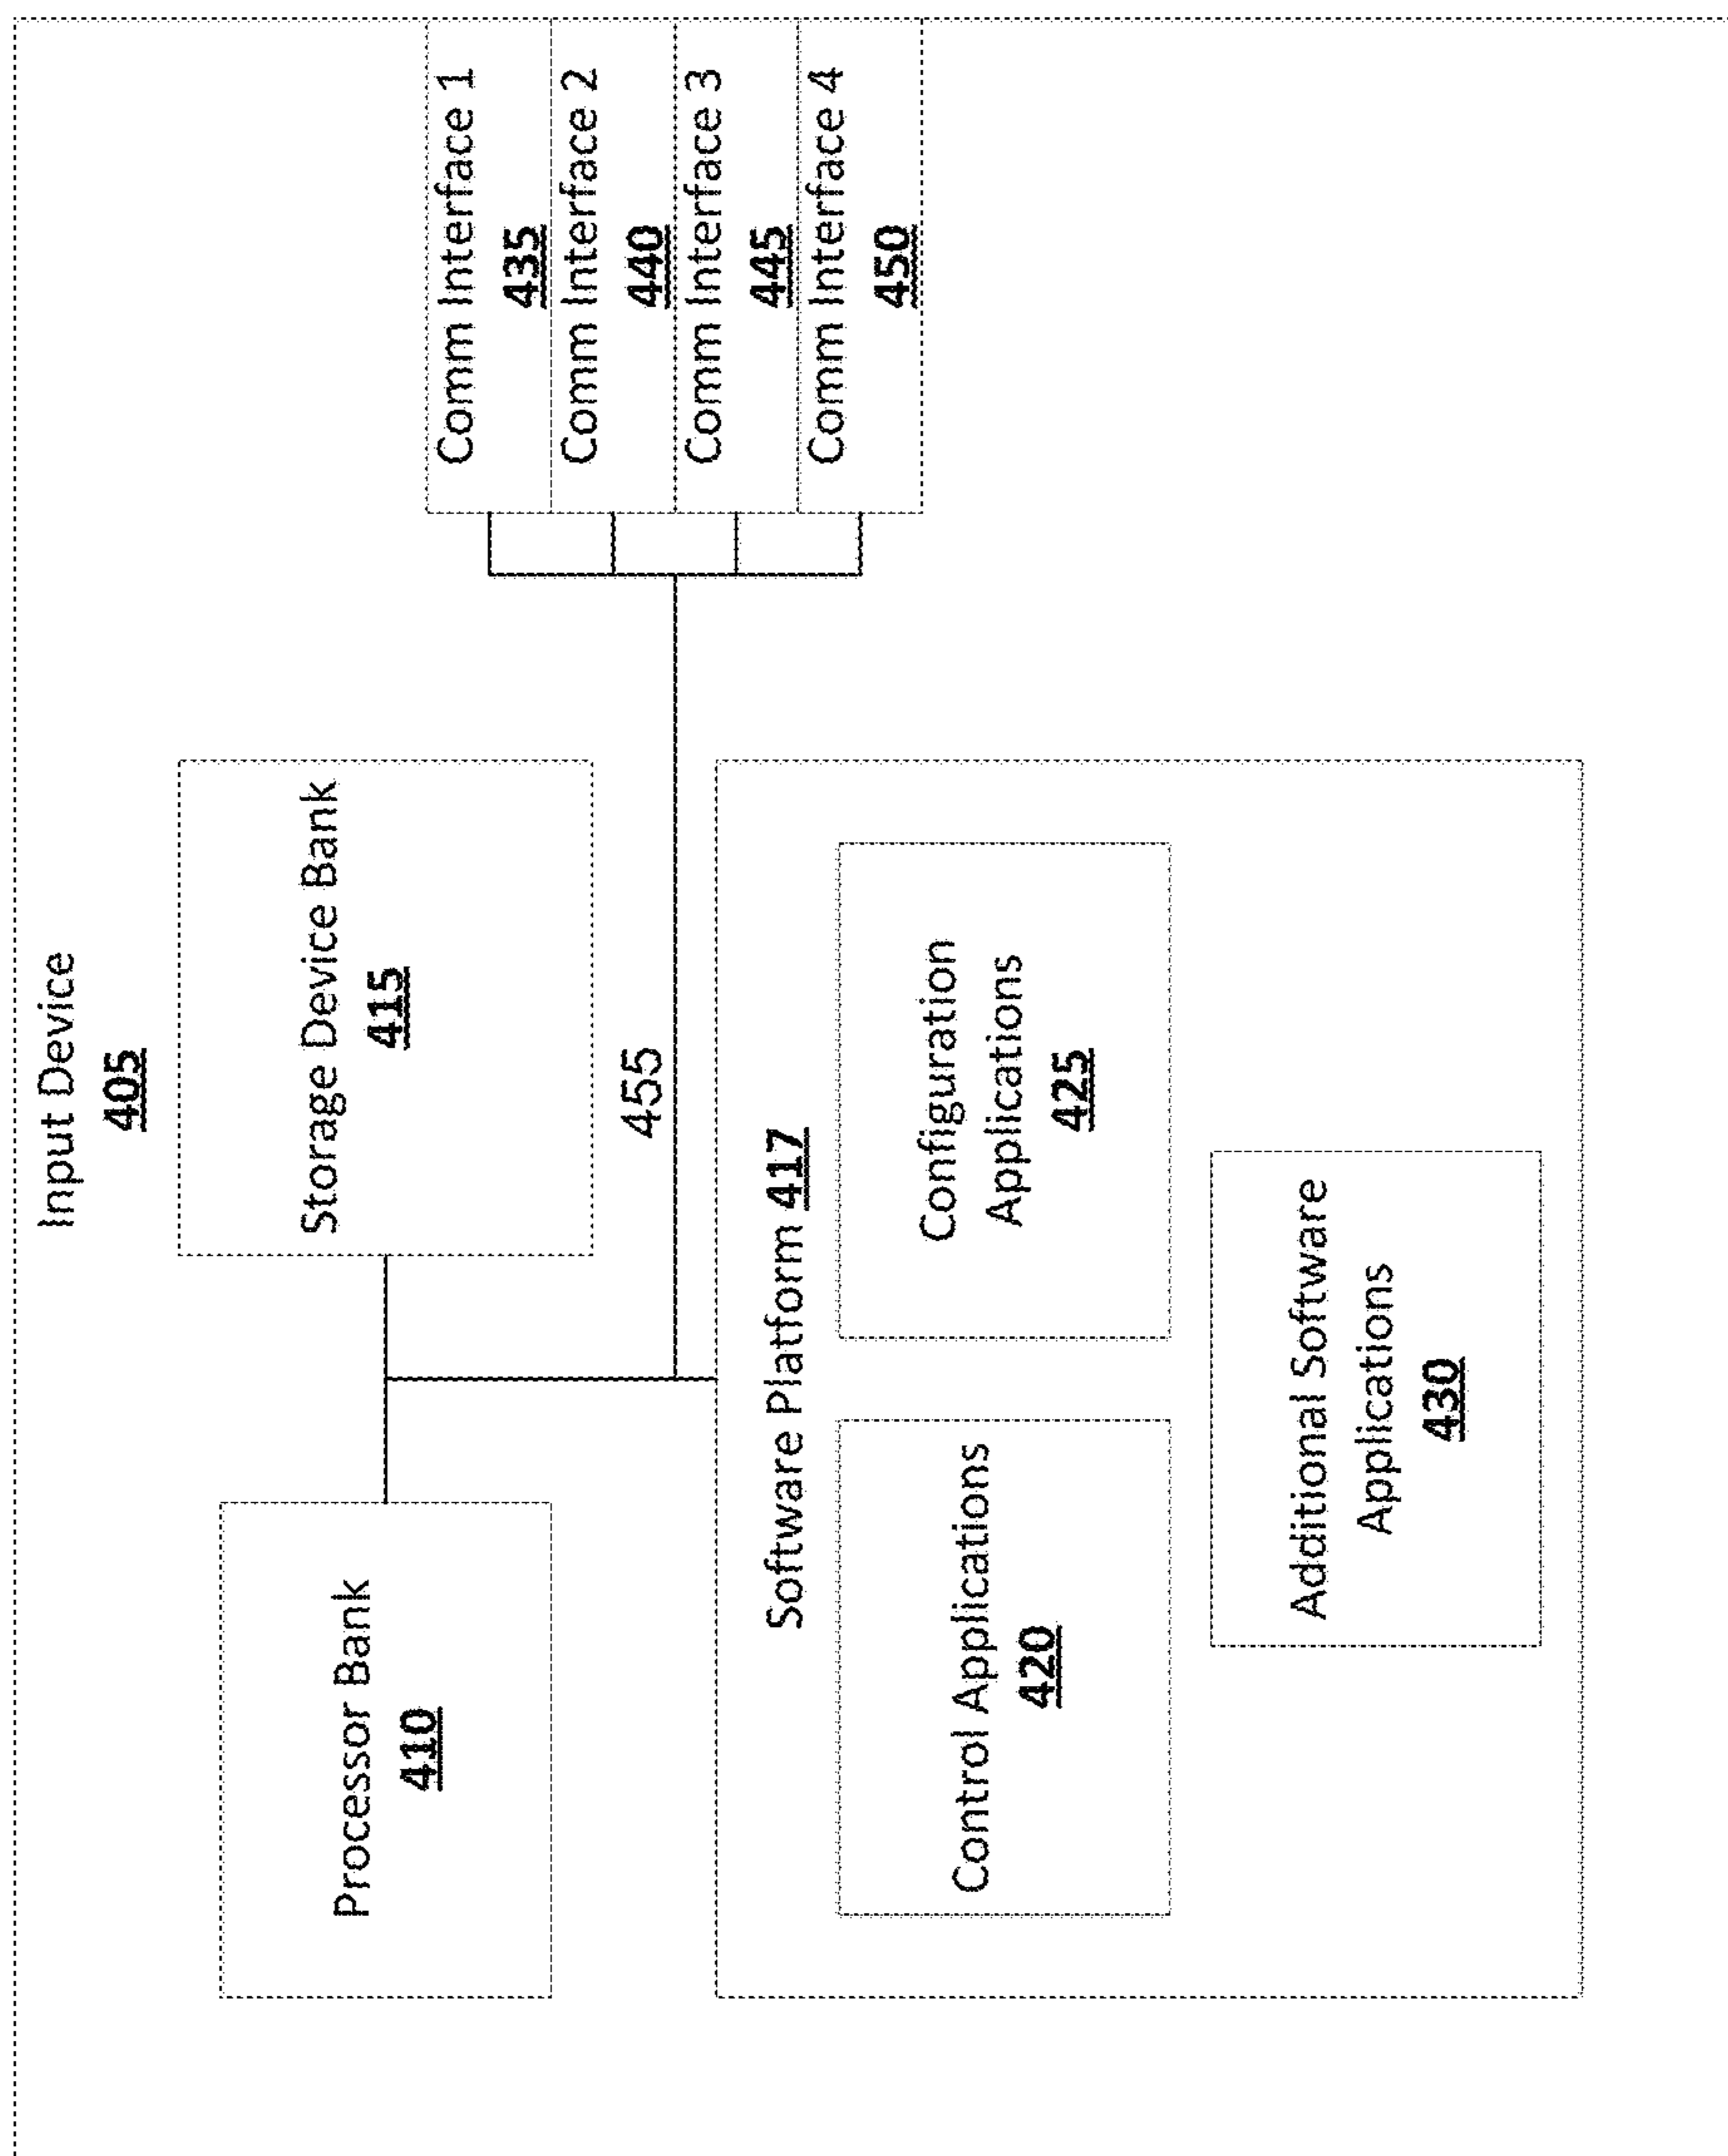 Input Device
405
Processor Bank
410
Storage Device Bank
415
455
Comm Interface 1
435
Comm Interface 2
440
Comm Interface 3
445
Comm Interface 4
450
Software Platform 417
Control Applications
420
Configuration
Applications
425
Additional Software
Applications
430